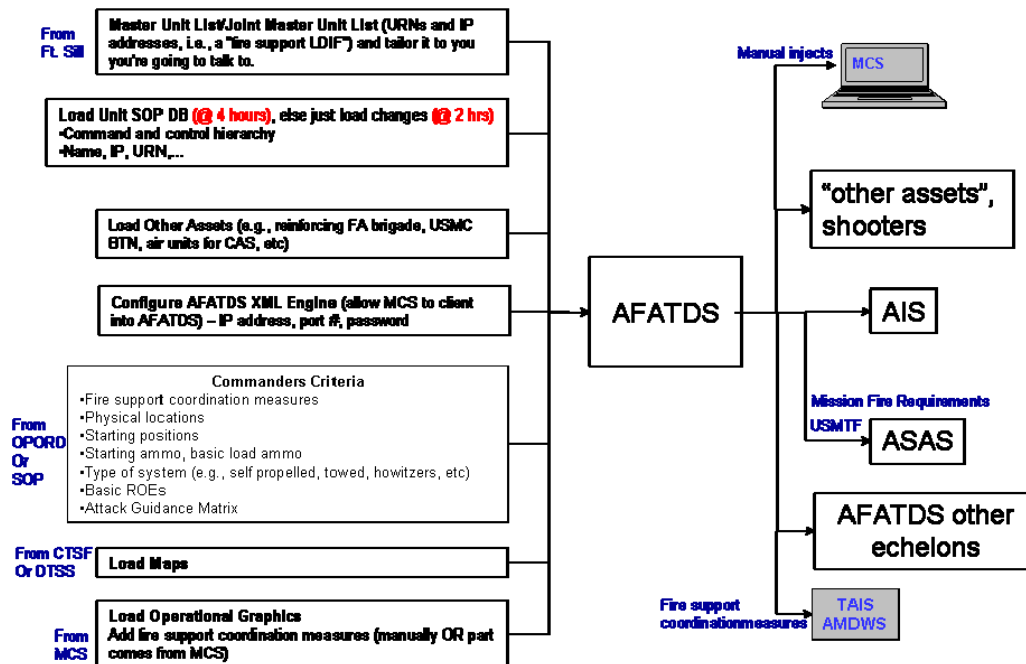 From
Ft. Sill
Master Unit List/Joint Master Unit List (URNs and IP
addresses, i.e., a "fire support LDIF") and tailor it to you
you're going to talk to.
Load Unit SOP DB (@ 4 hours), else just load changes (@ 2 hrs)
•Command and control hierarchy
•Name, IP, URN,...
Load Other Assets (e.g., reinforcing FA brigade, USMC
BTN, air units for CAS, etc)
Configure AFATDS XML Engine (allow MCS to client
into AFATDS) – IP address, port #, password
From
OPORD
Or
SOP
Commanders Criteria
•Fire support coordination measures
•Physical locations
•Starting positions
•Starting ammo, basic load ammo
•Type of system (e.g., self propelled, towed, howitzers, etc)
•Basic ROEs
•Attack Guidance Matrix
From CTSF
Or DTSS
Load Maps
From
MCS
Load Operational Graphics
Add fire support coordination measures (manually OR part
comes from MCS)
AFATDS
Manual injects
MCS
"other assets",
shooters
AIS
Mission Fire Requirements
USMTF
ASAS
AFATDS other
echelons
Fire support
coordinationmeasures
TAIS
AMDWS